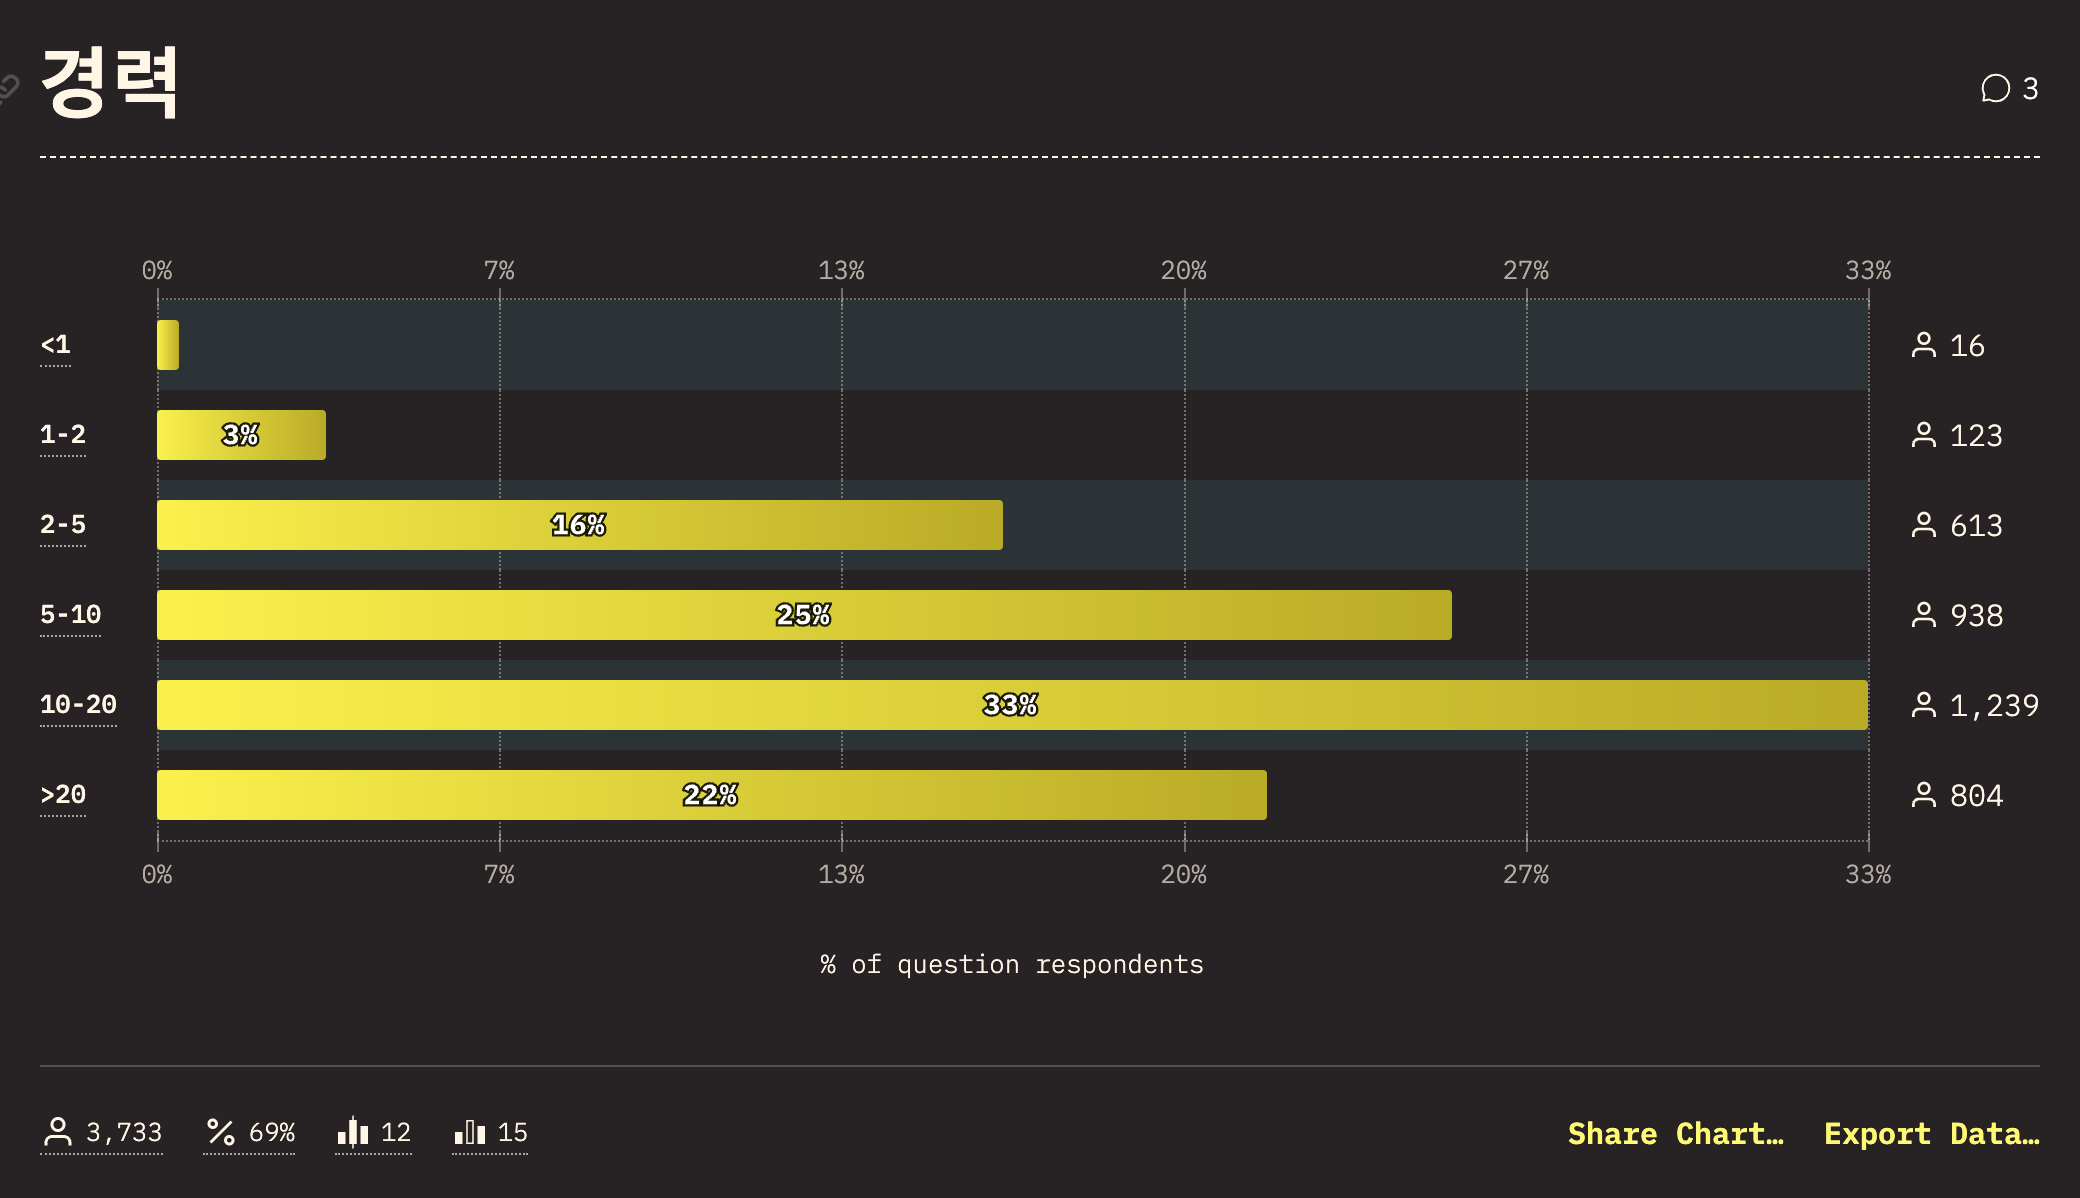 경력
3
0% 7% 13% 20% 27% 33%
<1 16
1-2 3% 123
2-5 16% 613
5-10 25% 938
10-20 33% 1,239
>20 22% 804
0% 7% 13% 20% 27% 33%
% of question respondents
3,733 69% 12 15 Share Chart… Export Data…